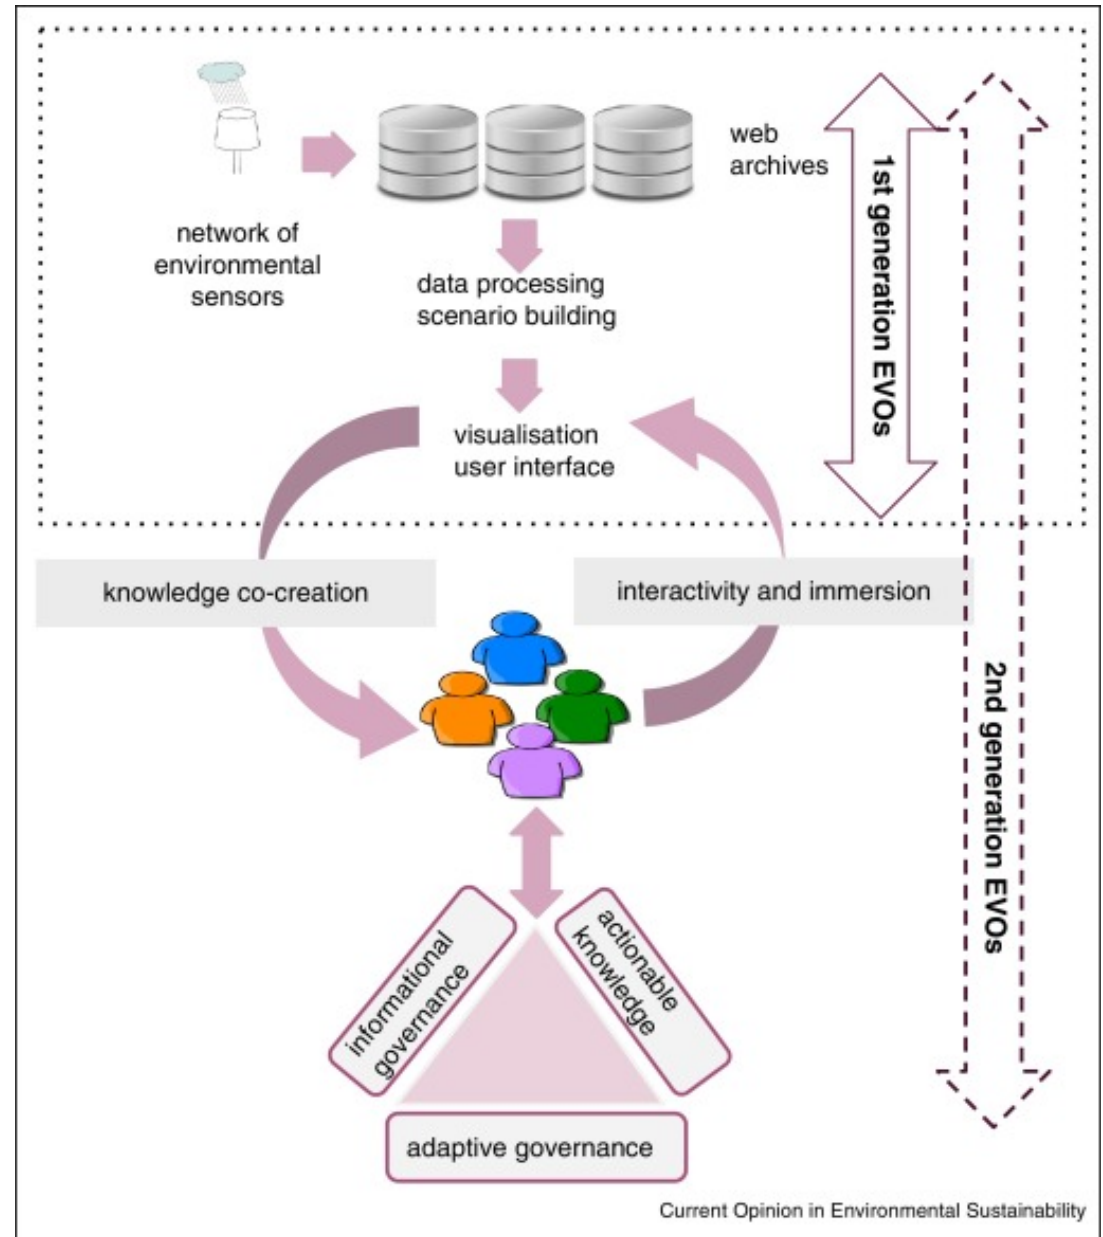 network of
environmental
sensors
web
archives
data processing
scenario building
visualisation
user interface
1st generation EVOs
knowledge co-creation
interactivity and immersion
2nd generation EVOs
informational
governance
actionable
knowledge
adaptive governance
Current Opinion in Environmental Sustainability